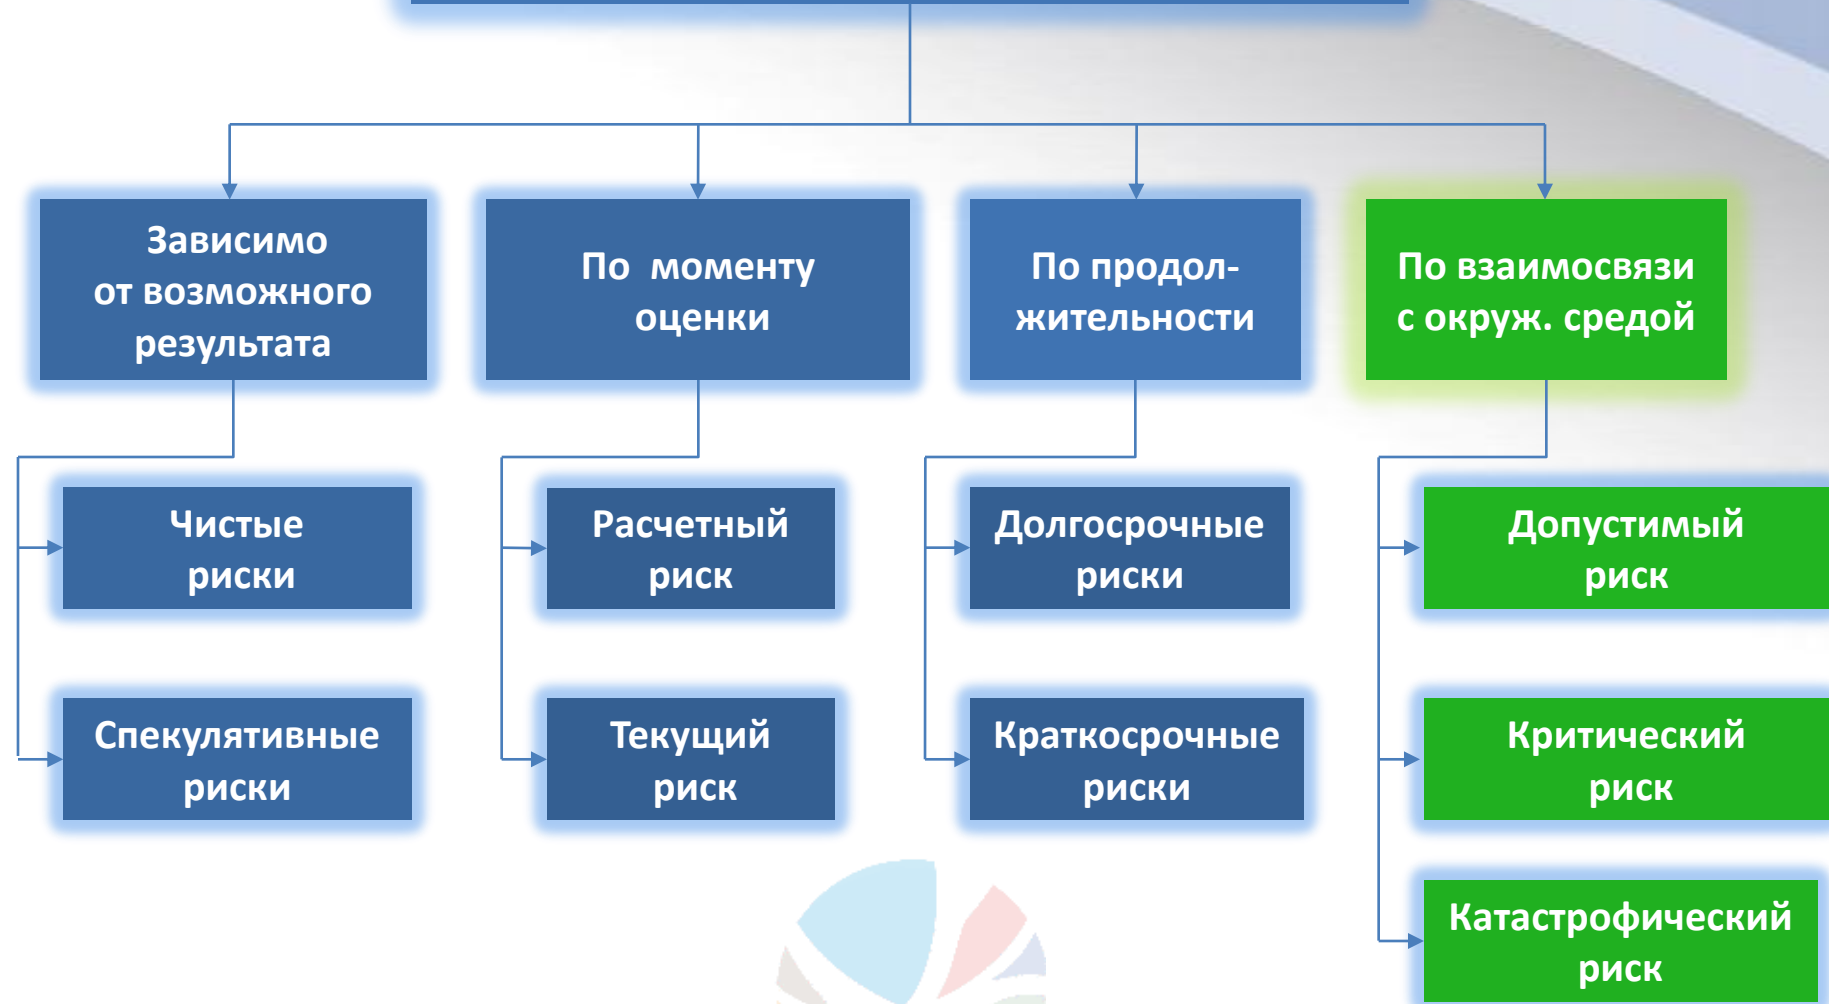 Зависимо
от возможного
результата
По моменту
оценки
По продол-
жительности
По взаимосвязи
с окруж. средой
Чистые
риски
Расчетный
риск
Долгосрочные
риски
Допустимый
риск
Спекулятивные
риски
Текущий
риск
Краткосрочные
риски
Критический
риск
Катастрофический
риск